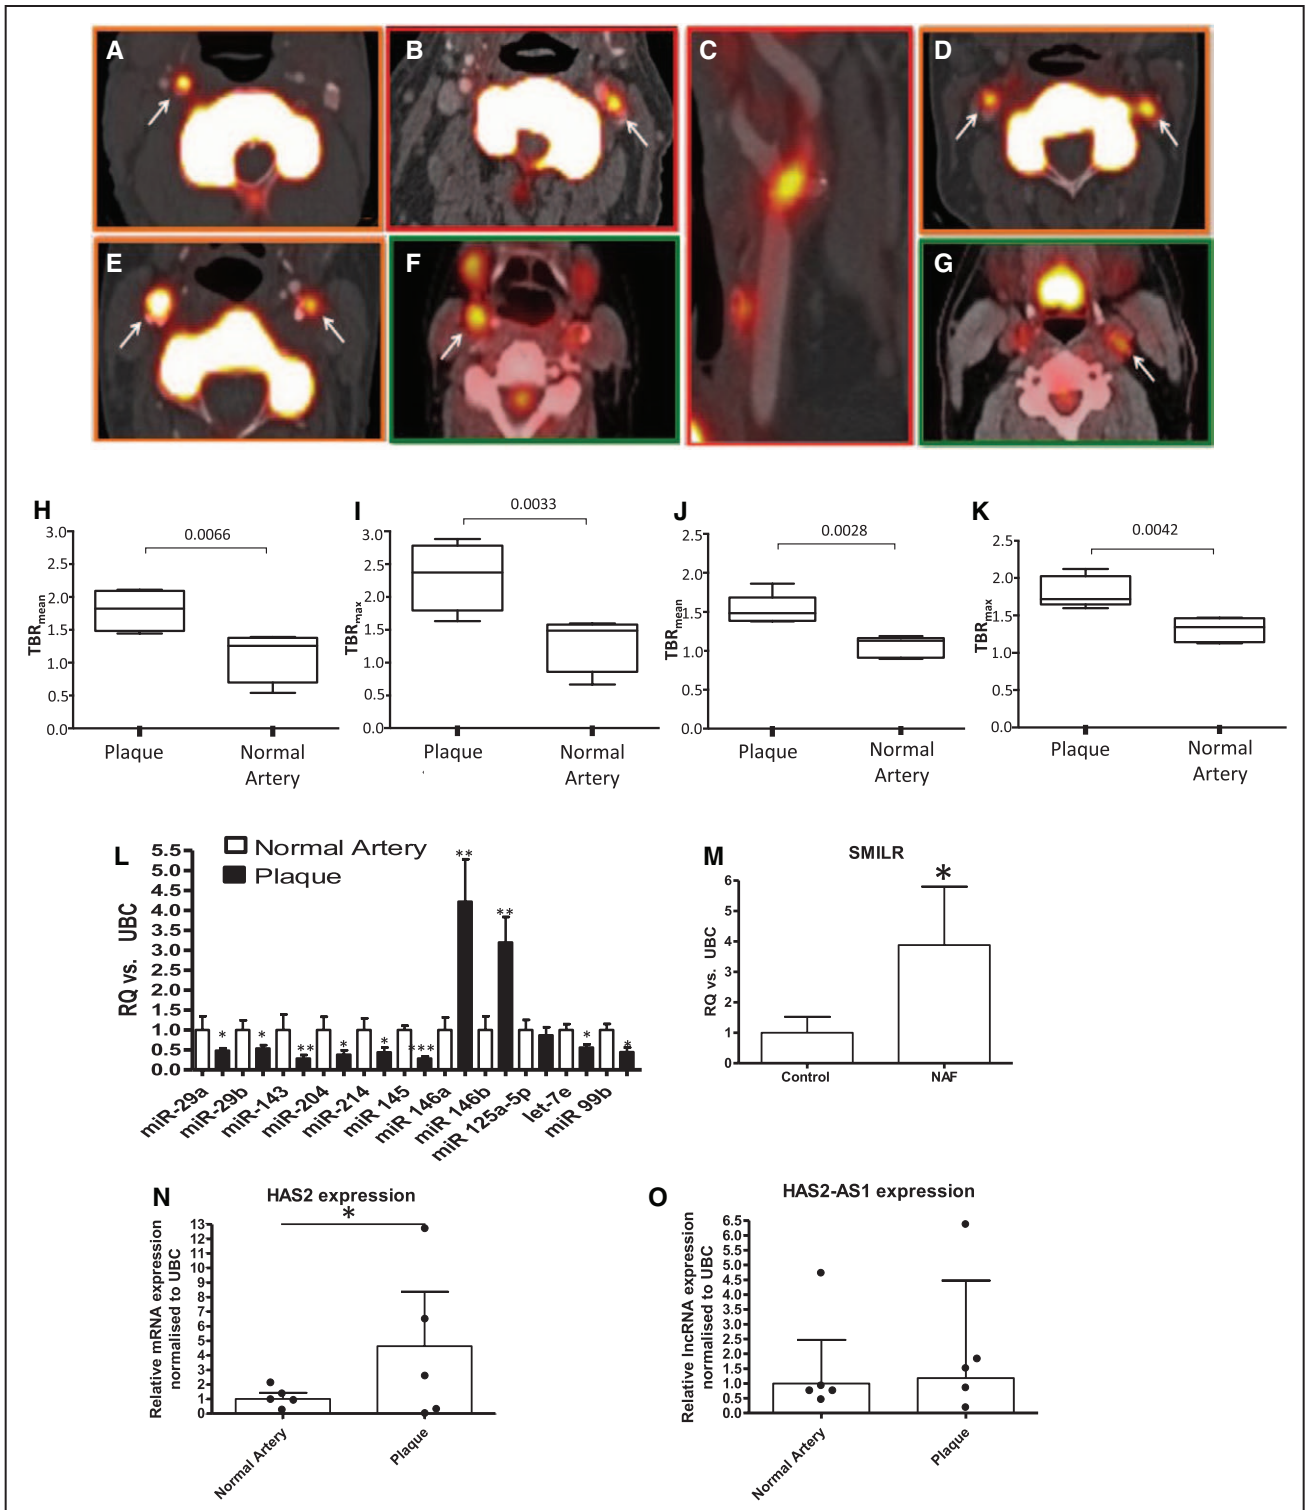 A
B
C
D
E
F
G
H
3.0
2.5
2.0
1.5
1.0
0.5
0.0
TBRmean
0.0066
Plaque
Normal
Artery
I
3.0
2.5
2.0
1.5
1.0
0.5
0.0
TBRmax
0.0033
Plaque
Normal
Artery
J
2.5
2.0
1.5
1.0
0.5
0.0
TBRmean
0.0028
Plaque
Normal
Artery
K
2.5
2.0
1.5
1.0
0.5
0.0
TBRmax
0.0042
Plaque
Normal
Artery
L
Normal Artery
Plaque
5.5
5.0
4.5
4.0
3.5
3.0
2.5
2.0
1.5
1.0
0.5
0.0
RQ vs. UBC
*
*
**
*
*
***
**
**
*
*
miR-29a
miR-29b
miR-143
miR-204
miR-214
miR 145
miR 146a
miR 146b
miR 125a-5p
let-7e
miR 99b
M
SMILR
*
6
5
4
3
2
1
0
RQ vs. UBC
Control
NAF
N
HAS2 expression
*
13
12
11
10
9
8
7
6
5
4
3
2
1
0
Relative mRNA expression
normalised to UBC
Normal Artery
Plaque
O
HAS2-AS1 expression
6.5
6.0
5.5
5.0
4.5
4.0
3.5
3.0
2.5
2.0
1.5
1.0
0.5
0.0
Relative lncRNA expression
normalised to UBC
Normal Artery
Plaque